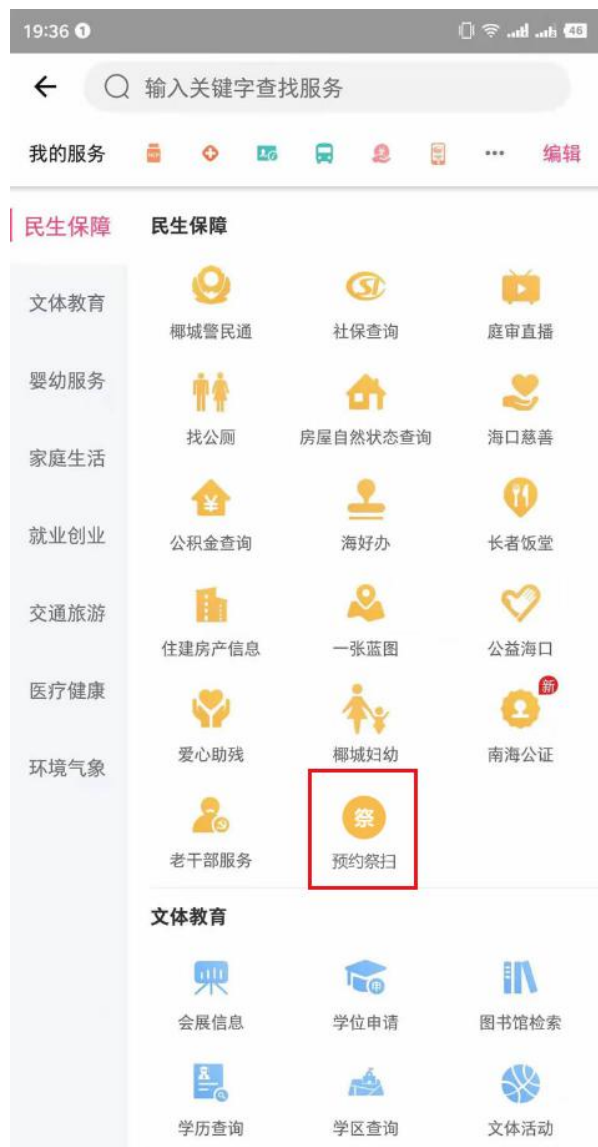 19:36 1 46
输入关键字查找服务
我的服务 编辑
民生保障
文体教育
婴幼服务
家庭生活
就业创业
交通旅游
医疗健康
环境气象
民生保障
椰城警民通 社保查询 庭审直播
找公厕 房屋自然状态查询 海口慈善
公积金查询 海好办 长者饭堂
住建房产信息 一张蓝图 公益海口
新
爱心助残 椰城妇幼 南海公证
祭
老干部服务 预约祭扫
文体教育
会展信息 学位申请 图书馆检索
学历查询 学区查询 文体活动